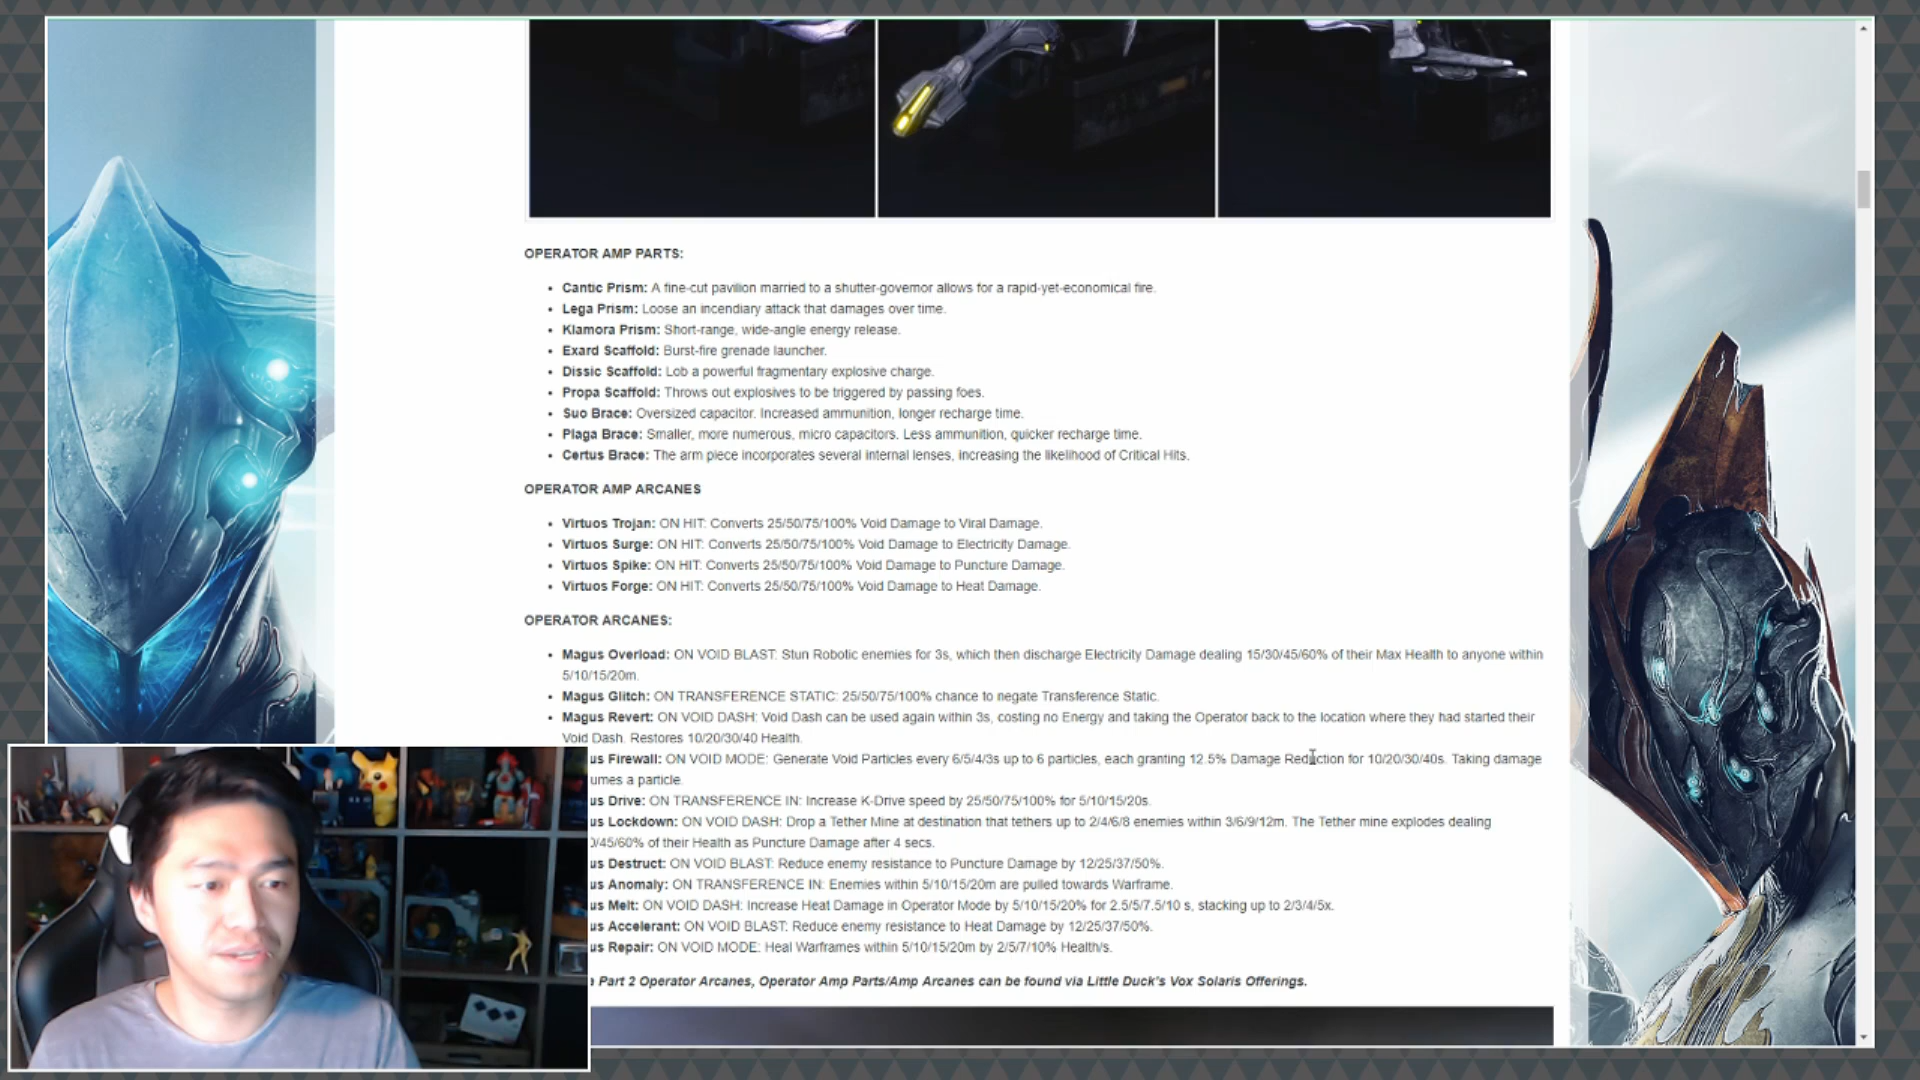 OPERATOR AMP PARTS:
• Cantic Prism: A fine-cut pavilion married to a shutter-governor allows for a rapid-yet-economical fire.
• Lega Prism: Loose an incendiary attack that damages over time.
• Klamora Prism: Short-range, wide-angle energy release.
• Exard Scaffold: Burst-fire grenade launcher.
• Dissic Scaffold: Lob a powerful fragmentary explosive charge.
• Propa Scaffold: Throws out explosives to be triggered by passing foes.
• Suo Brace: Oversized capacitor. Increased ammunition, longer recharge time.
• Plaga Brace: Smaller, more numerous, micro capacitors. Less ammunition, quicker recharge time.
• Certus Brace: The arm piece incorporates several internal lenses, increasing the likelihood of Critical Hits.
OPERATOR AMP ARCANES
• Virtuos Trojan: ON HIT: Converts 25/50/75/100% Void Damage to Viral Damage.
• Virtuos Surge: ON HIT: Converts 25/50/75/100% Void Damage to Electricity Damage.
• Virtuos Spike: ON HIT: Converts 25/50/75/100% Void Damage to Puncture Damage.
• Virtuos Forge: ON HIT: Converts 25/50/75/100% Void Damage to Heat Damage.
OPERATOR ARCANES:
• Magus Overload: ON VOID BLAST: Stun Robotic enemies for 3s, which then discharge Electricity Damage dealing 15/30/45/60% of their Max Health to anyone within
5/10/15/20m.
• Magus Glitch: ON TRANSFERENCE STATIC: 25/50/75/100% chance to negate Transference Static.
• Magus Revert: ON VOID DASH: Void Dash can be used again within 3s, costing no Energy and taking the Operator back to the location where they had started their
Void Dash. Restores 10/20/30/40 Health.
us Firewall: ON VOID MODE: Generate Void Particles every 6/5/4/3s up to 6 particles, each granting 12.5% Damage Reduction for 10/20/30/40s. Taking damage
umes a particle.
us Drive: ON TRANSFERENCE IN: Increase K-Drive speed by 25/50/75/100% for 5/10/15/20s.
us Lockdown: ON VOID DASH: Drop a Tether Mine at destination that tethers up to 2/4/6/8 enemies within 3/6/9/12m. The Tether mine explodes dealing
/45/60% of their Health as Puncture Damage after 4 secs.
us Destruct: ON VOID BLAST: Reduce enemy resistance to Puncture Damage by 12/25/37/50%.
us Anomaly: ON TRANSFERENCE IN: Enemies within 5/10/15/20m are pulled towards Warframe.
us Melt: ON VOID DASH: Increase Heat Damage in Operator Mode by 5/10/15/20% for 2.5/5/7.5/10 s, stacking up to 2/3/4/5x.
us Accelerant: ON VOID BLAST: Reduce enemy resistance to Heat Damage by 12/25/37/50%.
us Repair: ON VOID MODE: Heal Warframes within 5/10/15/20m by 2/5/7/10% Health/s.
Part 2 Operator Arcanes, Operator Amp Parts/Amp Arcanes can be found via Little Duck's Vox Solaris Offerings.